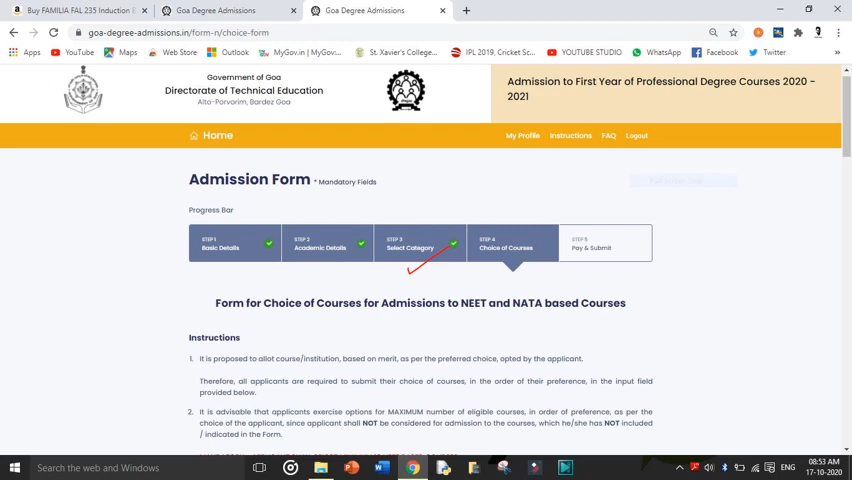 Buy FAMILIA FAL 235 Induction
Goa Degree Admissions
Goa Degree Admissions
goa-degree-admissions.in/form-n/choice-form
Apps
YouTube
Maps
Web Store
Outlook
MyGov.in | MyGov:...
St. Xavier's College...
IPL 2019, Cricket Sc...
YOUTUBE STUDIO
WhatsApp
Facebook
Twitter
Government of Goa
Directorate of Technical Education
Alto-Porvorim, Bardez Goa
Admission to First Year of Professional Degree Courses 2020 -
2021
Home
My Profile
Instructions
FAQ
Logout
Admission Form * Mandatory Fields
Progress Bar
STEP 1
Basic Details
STEP 2
Academic Details
STEP 3
Select Category
STEP 4
Choice of Courses
STEP 5
Pay & Submit
Form for Choice of Courses for Admissions to NEET and NATA based Courses
Instructions
1. It is proposed to allot course/institution, based on merit, as per the preferred choice, opted by the applicant.
Therefore, all applicants are required to submit their choice of courses, in the order of their preference, in the input field
provided below.
2. It is advisable that applicants exercise options for MAXIMUM number of eligible courses, in order of preference, as per the
choice of the applicant, since applicant shall NOT be considered for admission to the courses, which he/she has NOT included
/ indicated in the Form.
Search the web and Windows
ENG
08:53 AM
17-10-2020